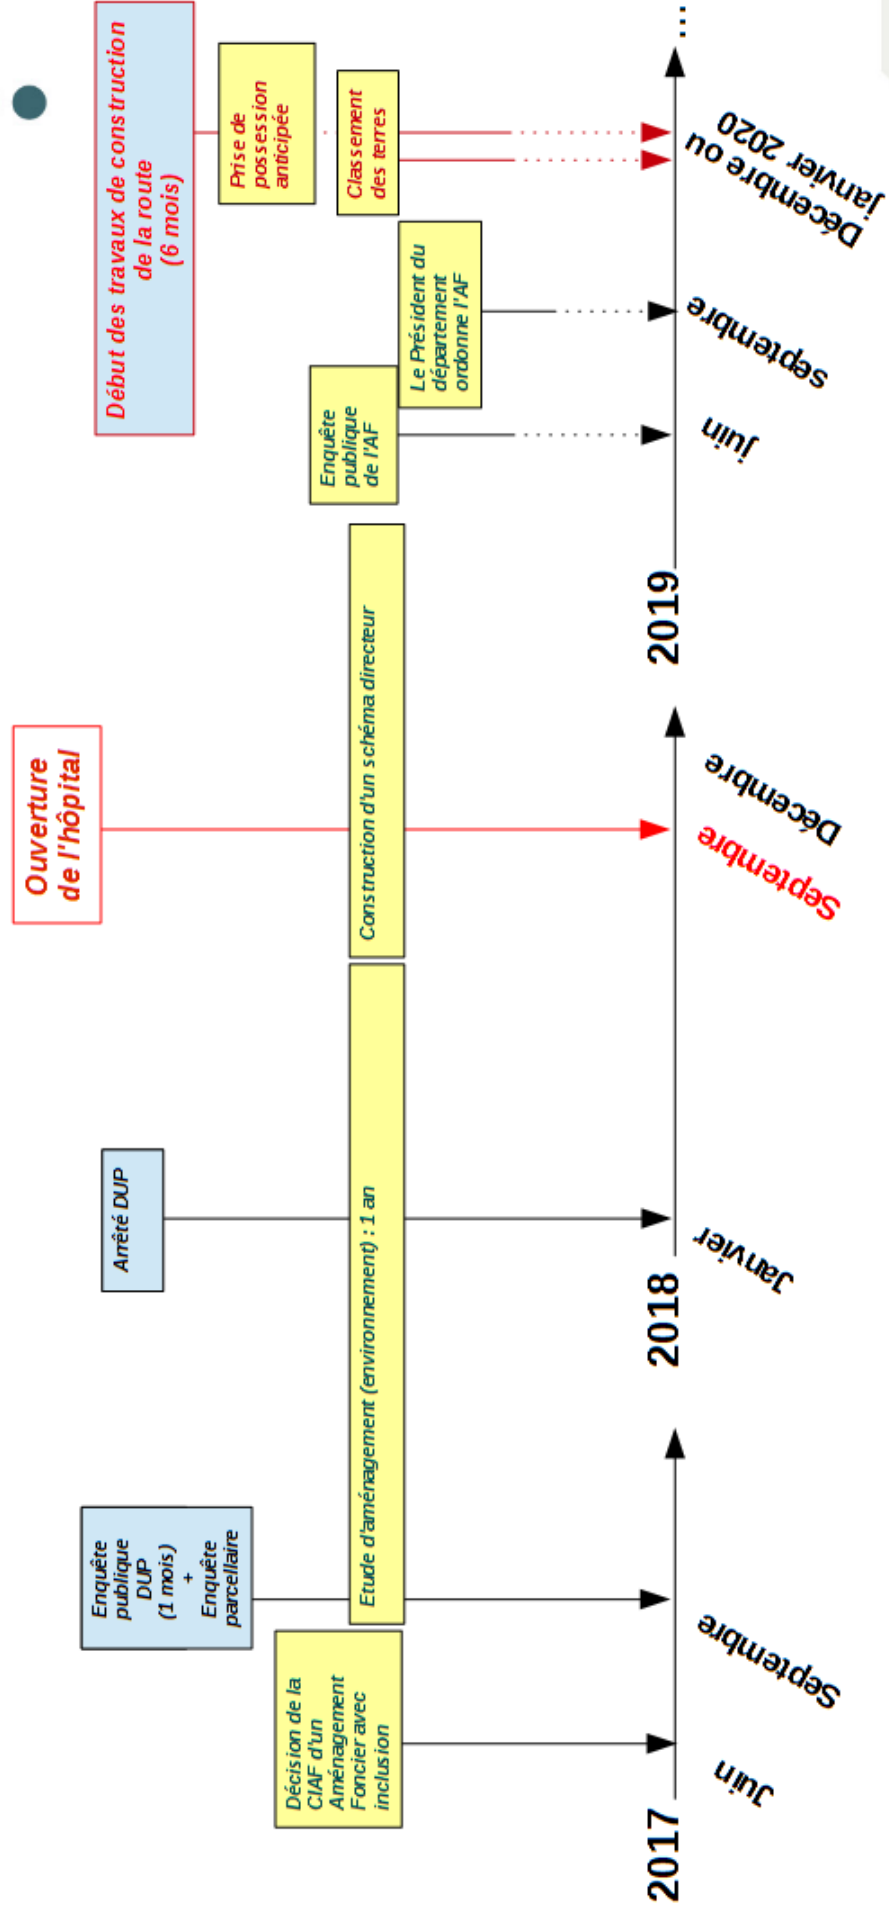 Ouverture
de l'hôpital
Début des travaux de construction
de la route
(6 mois)
Enquête
publique
DUP
(1 mois)
+
Enquête
parcellaire
Arrêté DUP
Prise de
possession
anticipée
Décision de la
CIAF d'un
Aménagement
Foncier avec
inclusion
Etude d'aménagement (environnement) : 1 an
Construction d'un schéma directeur
Enquête
publique
de l'AF
Classement
des terres
Le Président du
département
ordonne l'AF
2017
2018
2019
...
Juin
Septembre
Janvier
Septembre
Décembre
juin
septembre
Décembre ou
janvier 2020